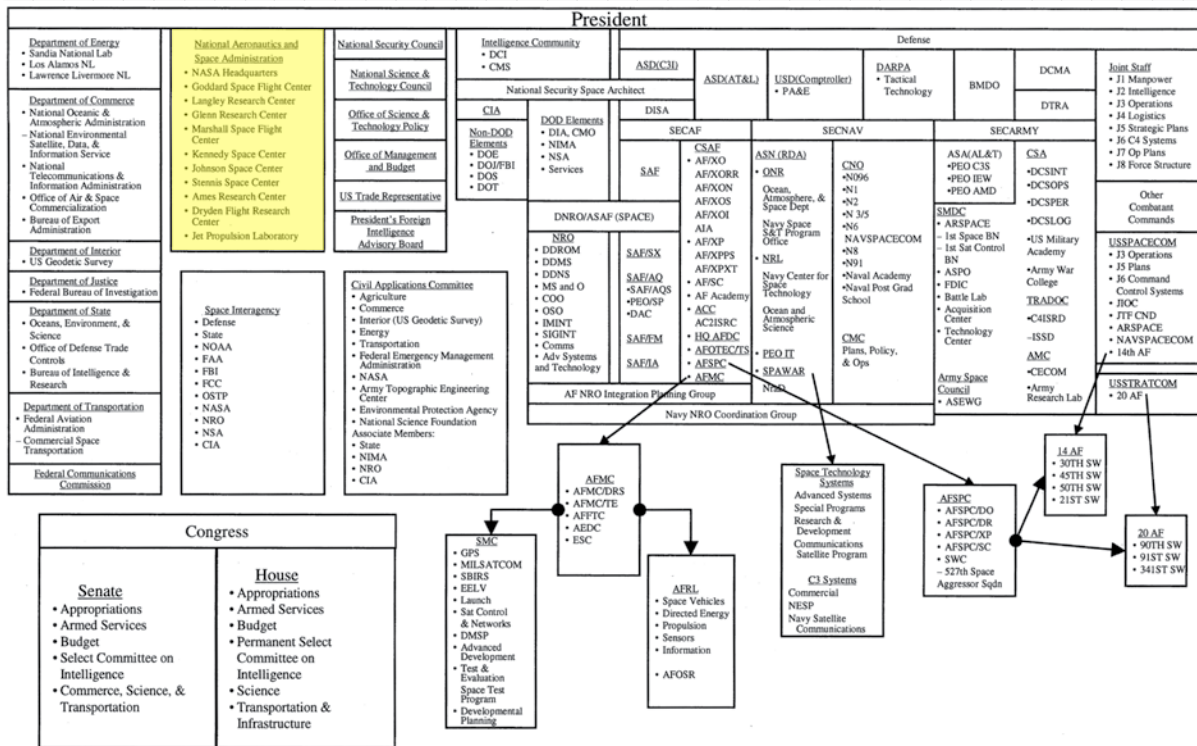 President
Department of Energy
• Sandia National Lab
• Los Alamos NL
• Lawrence Livermore NL
Department of Commerce
• National Oceanic &
Atmospheric Administration
– National Environmental
Satellite, Data, &
Information Service
• National
Telecommunications &
Information Administration
• Office of Air & Space
Commercialization
• Bureau of Export
Administration
Department of Interior
• US Geodetic Survey
Department of Justice
• Federal Bureau of Investigation
Department of State
• Oceans, Environment, &
Science
• Office of Defense Trade
Controls
• Bureau of Intelligence &
Research
Department of Transportation
• Federal Aviation
Administration
– Commercial Space
Transportation
Federal Communications
Commission
National Aeronautics and
Space Administration
• NASA Headquarters
• Goddard Space Flight Center
• Langley Research Center
• Glenn Research Center
• Marshall Space Flight
Center
• Kennedy Space Center
• Johnson Space Center
• Stennis Space Center
• Ames Research Center
• Dryden Flight Research
Center
• Jet Propulsion Laboratory
Space Interagency
• Defense
• State
• NOAA
• FAA
• FBI
• FCC
• OSTP
• NASA
• NRO
• NSA
• CIA
National Security Council
National Science &
Technology Council
Office of Science &
Technology Policy
Office of Management
and Budget
US Trade Representative
President's Foreign
Intelligence
Advisory Board
Civil Applications Committee
• Agriculture
• Commerce
• Interior (US Geodetic Survey)
• Energy
• Transportation
• Federal Emergency Management
Administration
• NASA
• Army Topographic Engineering
Center
• Environmental Protection Agency
• National Science Foundation
Associate Members:
• State
• NIMA
• NRO
• CIA
Intelligence Community
• DCI
• CMS
National Security Space Architect
CIA
Non-DOD
Elements
• DOE
• DOJ/FBI
• DOS
• DOT
DOD Elements
• DIA, CMO
• NIMA
• NSA
• Services
DNRO/ASAF (SPACE)
NRO
• DDROM
• DDMS
• DDNS
• MS and O
• COO
• OSO
• IMINT
• SIGINT
• Comms
• Adv Systems
and Technology
Defense
ASD(C3I)
DISA
ASD(AT&L)
USD(Comptroller)
• PA&E
DARPA
• Tactical
Technology
BMDO
DCMA
DTRA
SECAF
SAF
SAF/SX
SAF/AQ
•SAF/AQS
•PEO/SP
•DAC
SAF/FM
SAF/IA
CSAF
• AF/XO
AF/XORR
AF/XON
AF/XOS
AF/XOI
AIA
• AF/XP
AF/XPPS
AF/XPXT
• AF/SC
• AF Academy
• ACC
AC2ISRC
• HQ AFDC
• AFOTEC/TS
• AFSPC
• AFMC
AF NRO Integration Planning Group
Navy NRO Coordination Group
SECNAV
ASN (RDA)
• ONR
Ocean,
Atmosphere, &
Space Dept
Navy Space
S&T Program
Office
• NRL
Navy Center for
Space
Technology
Ocean and
Atmospheric
Science
• PEO IT
• SPAWAR
NraD
CNO
•N096
•N1
•N2
•N 3/5
•N6
NAVSPACECOM
•N8
•N91
•Naval Academy
•Naval Post Grad
School
CMC
Plans, Policy,
& Ops
SECARMY
ASA(AL&T)
•PEO C3S
•PEO IEW
•PEO AMD
SMDC
• ARSPACE
– 1st Space BN
– 1st Sat Control
BN
• ASPO
• FDIC
• Battle Lab
• Acquisition
Center
• Technology
Center
Army Space
Council
• ASEWG
CSA
•DCSINT
•DCSOPS
•DCSPER
•DCSLOG
•US Military
Academy
•Army War
College
TRADOC
•C4ISRD
–ISSD
AMC
•CECOM
•Army
Research Lab
Joint Staff
• J1 Manpower
• J2 Intelligence
• J3 Operations
• J4 Logistics
• J5 Strategic Plans
• J6 C4 Systems
• J7 Op Plans
• J8 Force Structure
Other
Combatant
Commands
USSPACECOM
• J3 Operations
• J5 Plans
• J6 Command
Control Systems
• JIOC
• JTF CND
• ARSPACE
• NAVSPACECOM
• 14th AF
USSTRATCOM
• 20 AF
AFMC
• AFMC/DRS
• AFMC/TE
• AFFTC
• AEDC
• ESC
SMC
• GPS
• MILSATCOM
• SBIRS
• EELV
• Launch
• Sat Control
& Networks
• DMSP
• Advanced
Development
• Test &
Evaluation
Space Test
Program
• Developmental
Planning
AFRL
• Space Vehicles
• Directed Energy
• Propulsion
• Sensors
• Information
• AFOSR
Space Technology
Systems
Advanced Systems
Special Programs
Research &
Development
Communications
Satellite Program
C3 Systems
Commercial
NESP
Navy Satellite
Communications
AFSPC
• AFSPC/DO
• AFSPC/DR
• AFSPC/XP
• AFSPC/SC
• SWC
– 527th Space
Aggressor Sqdn
14 AF
• 30TH SW
• 45TH SW
• 50TH SW
• 21ST SW
20 AF
• 90TH SW
• 91ST SW
• 341ST SW
Congress
Senate
• Appropriations
• Armed Services
• Budget
• Select Committee on
Intelligence
• Commerce, Science, &
Transportation
House
• Appropriations
• Armed Services
• Budget
• Permanent Select
Committee on
Intelligence
• Science
• Transportation &
Infrastructure